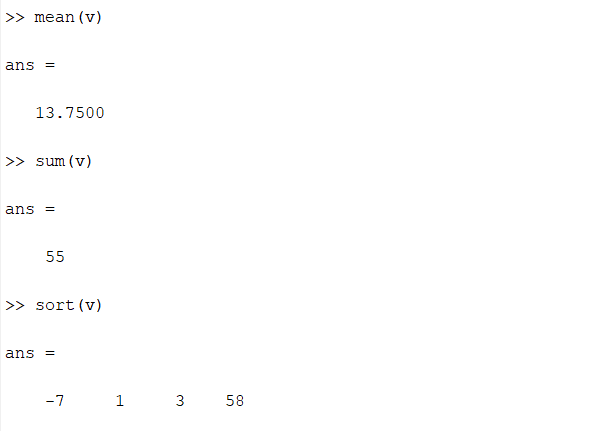 >> mean(v)
ans =
13.7500
>> sum(v)
ans =
55
>> sort(v)
ans =
-7 1 3 58